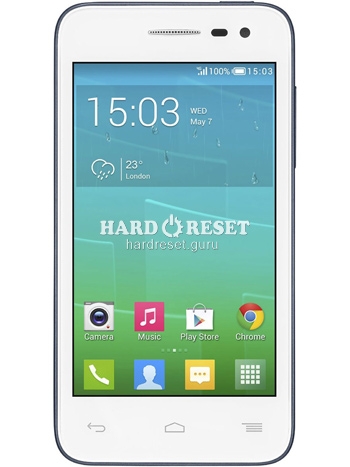 100% 15:03
15:03
WED
May 7
23°
London
HARD RESET
hardreset.guru
Camera
Music
Play Store
Chrome